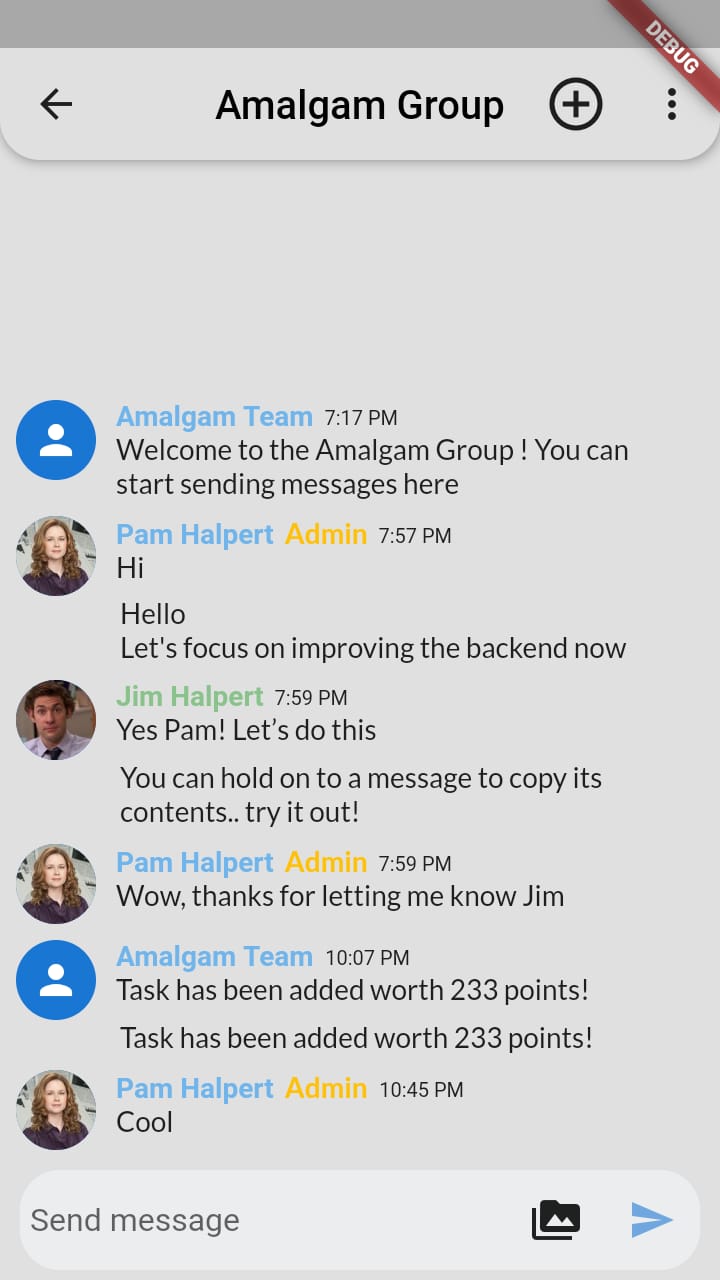 DEBUG
Amalgam Group
Amalgam Team 7:17 PM
Welcome to the Amalgam Group ! You can
start sending messages here
Pam Halpert Admin 7:57 PM
Hi
Hello
Let's focus on improving the backend now
Jim Halpert 7:59 PM
Yes Pam! Let’s do this
You can hold on to a message to copy its
contents.. try it out!
Pam Halpert Admin 7:59 PM
Wow, thanks for letting me know Jim
Amalgam Team 10:07 PM
Task has been added worth 233 points!
Task has been added worth 233 points!
Pam Halpert Admin 10:45 PM
Cool
Send message